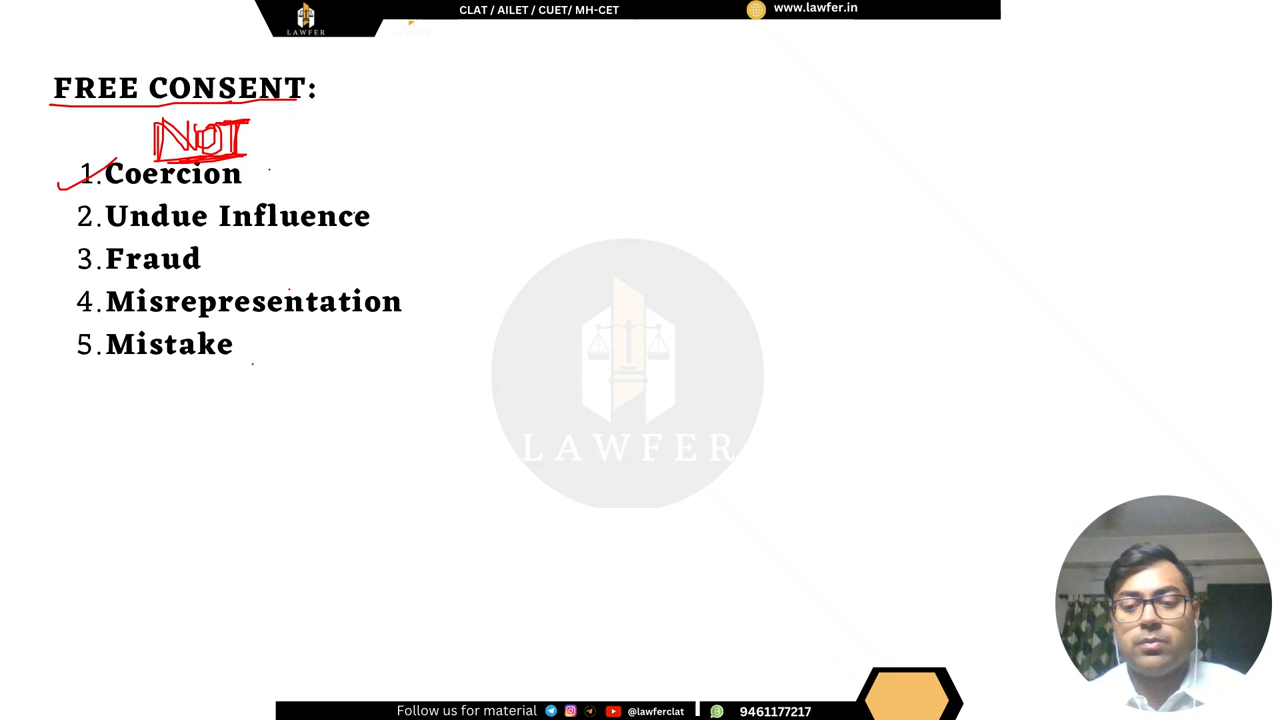 CLAT / AILET / CUET/ MH-CET
www.lawfer.in
LAWFER
FREE CONSENT:
NOT
1. Coercion
2. Undue Influence
3. Fraud
4. Misrepresentation
5. Mistake
LAWFER
Follow us for material
@lawferclat
9461177217